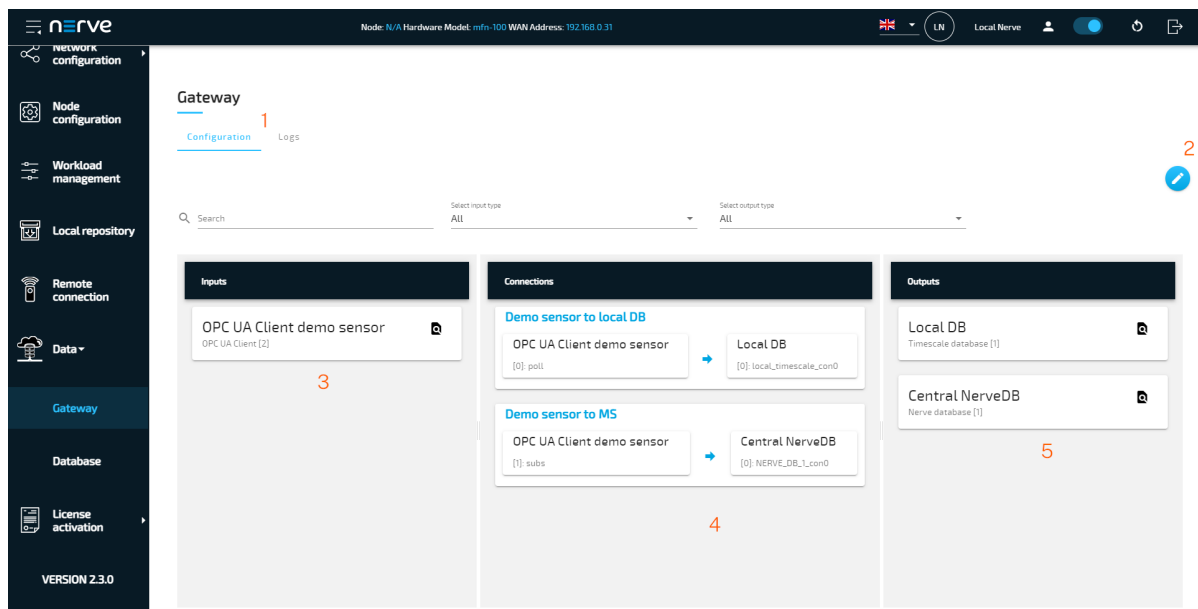 nerve
Node: N/A Hardware Model: mfn-100 WAN Address: 192.168.0.31
LN
Local Nerve
Network
configuration
Node
configuration
Workload
management
Local repository
Remote
connection
Data
Gateway
Database
License
activation
VERSION 2.3.0
Gateway
1
Configuration
Logs
2
Search
Select input type
All
Select output type
All
Inputs
OPC UA Client demo sensor
OPC UA Client [2]
3
Connections
Demo sensor to local DB
OPC UA Client demo sensor
[0]: poll
Local DB
[0]: local_timescale_con0
Demo sensor to MS
OPC UA Client demo sensor
[1]: subs
Central NerveDB
[0]: NERVE_DB_1_con0
4
Outputs
Local DB
Timescale database [1]
Central NerveDB
Nerve database [1]
5